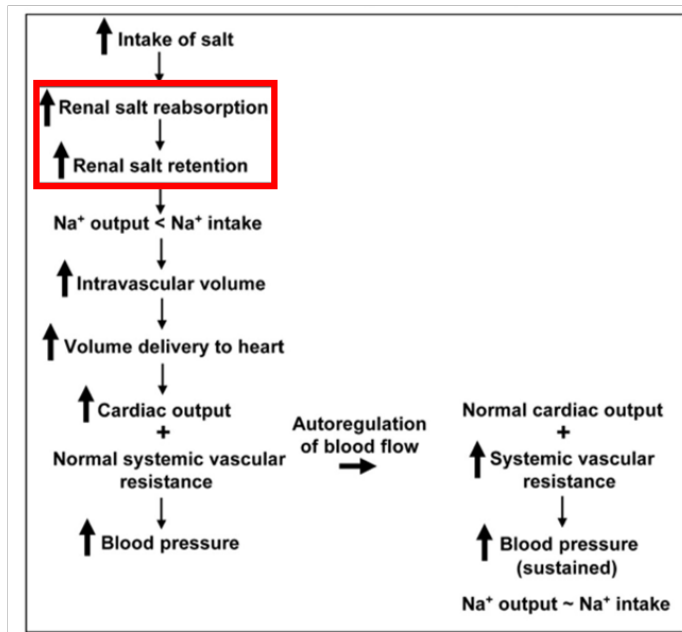 Intake of salt
Renal salt reabsorption
Renal salt retention
Na⁺ output < Na⁺ intake
Intravascular volume
Volume delivery to heart
Cardiac output
+
Normal systemic vascular
resistance
Blood pressure
Autoregulation
of blood flow
Normal cardiac output
+
Systemic vascular
resistance
Blood pressure
(sustained)
Na⁺ output ~ Na⁺ intake